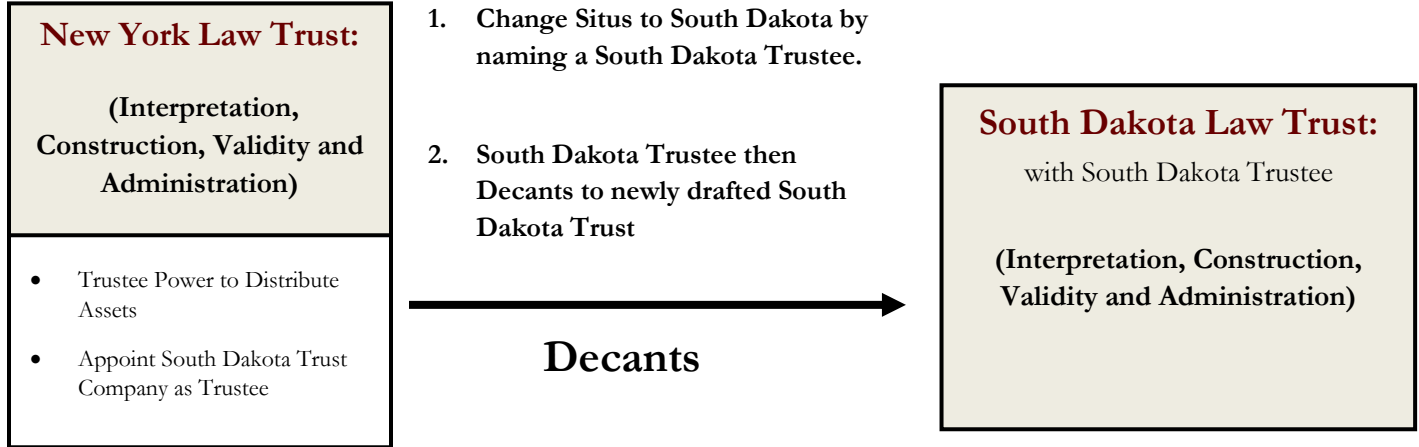 New York Law Trust:
(Interpretation,
Construction, Validity and
Administration)
• Trustee Power to Distribute
Assets
• Appoint South Dakota Trust
Company as Trustee
1. Change Situs to South Dakota by
naming a South Dakota Trustee.
2. South Dakota Trustee then
Decants to newly drafted South
Dakota Trust
Decants
South Dakota Law Trust:
with South Dakota Trustee
(Interpretation, Construction,
Validity and Administration)